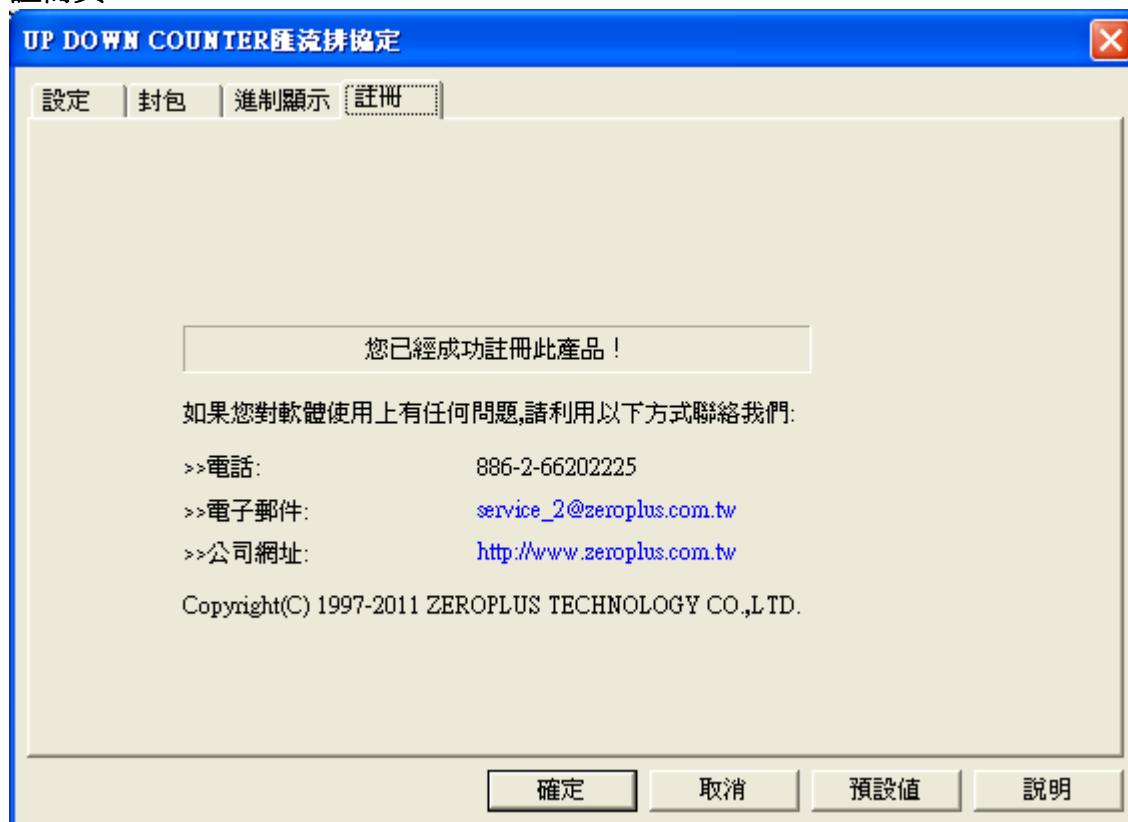 UP DOWN COUNTER匯流排協定
設定 封包 進制顯示 註冊
您已經成功註冊此產品！
如果您對軟體使用上有任何問題,請利用以下方式聯絡我們:
>>電話: 886-2-66202225
>>電子郵件: service_2@zeroplus.com.tw
>>公司網址: http://www.zeroplus.com.tw
Copyright(C) 1997-2011 ZEROPLUS TECHNOLOGY CO.,LTD.
確定 取消 預設值 說明